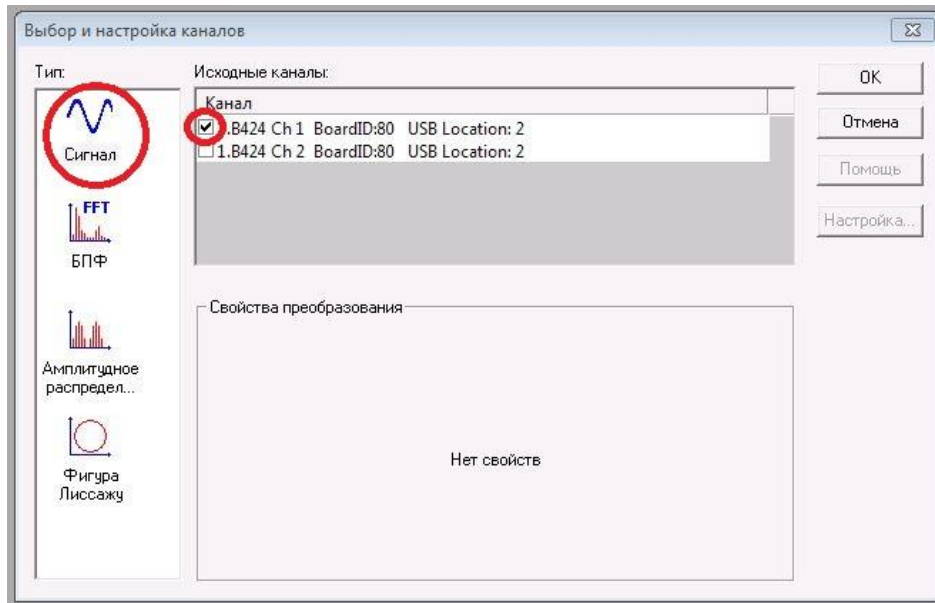 Выбор и настройка каналов
Тип:
Исходные каналы:
Сигнал
FFT
БПФ
Амплитудное
распредел...
Фигура
Лиссажу
Канал
.B424 Ch 1 BoardID:80 USB Location: 2
1.B424 Ch 2 BoardID:80 USB Location: 2
Свойства преобразования
Нет свойств
OK
Отмена
Помощь
Настройка...